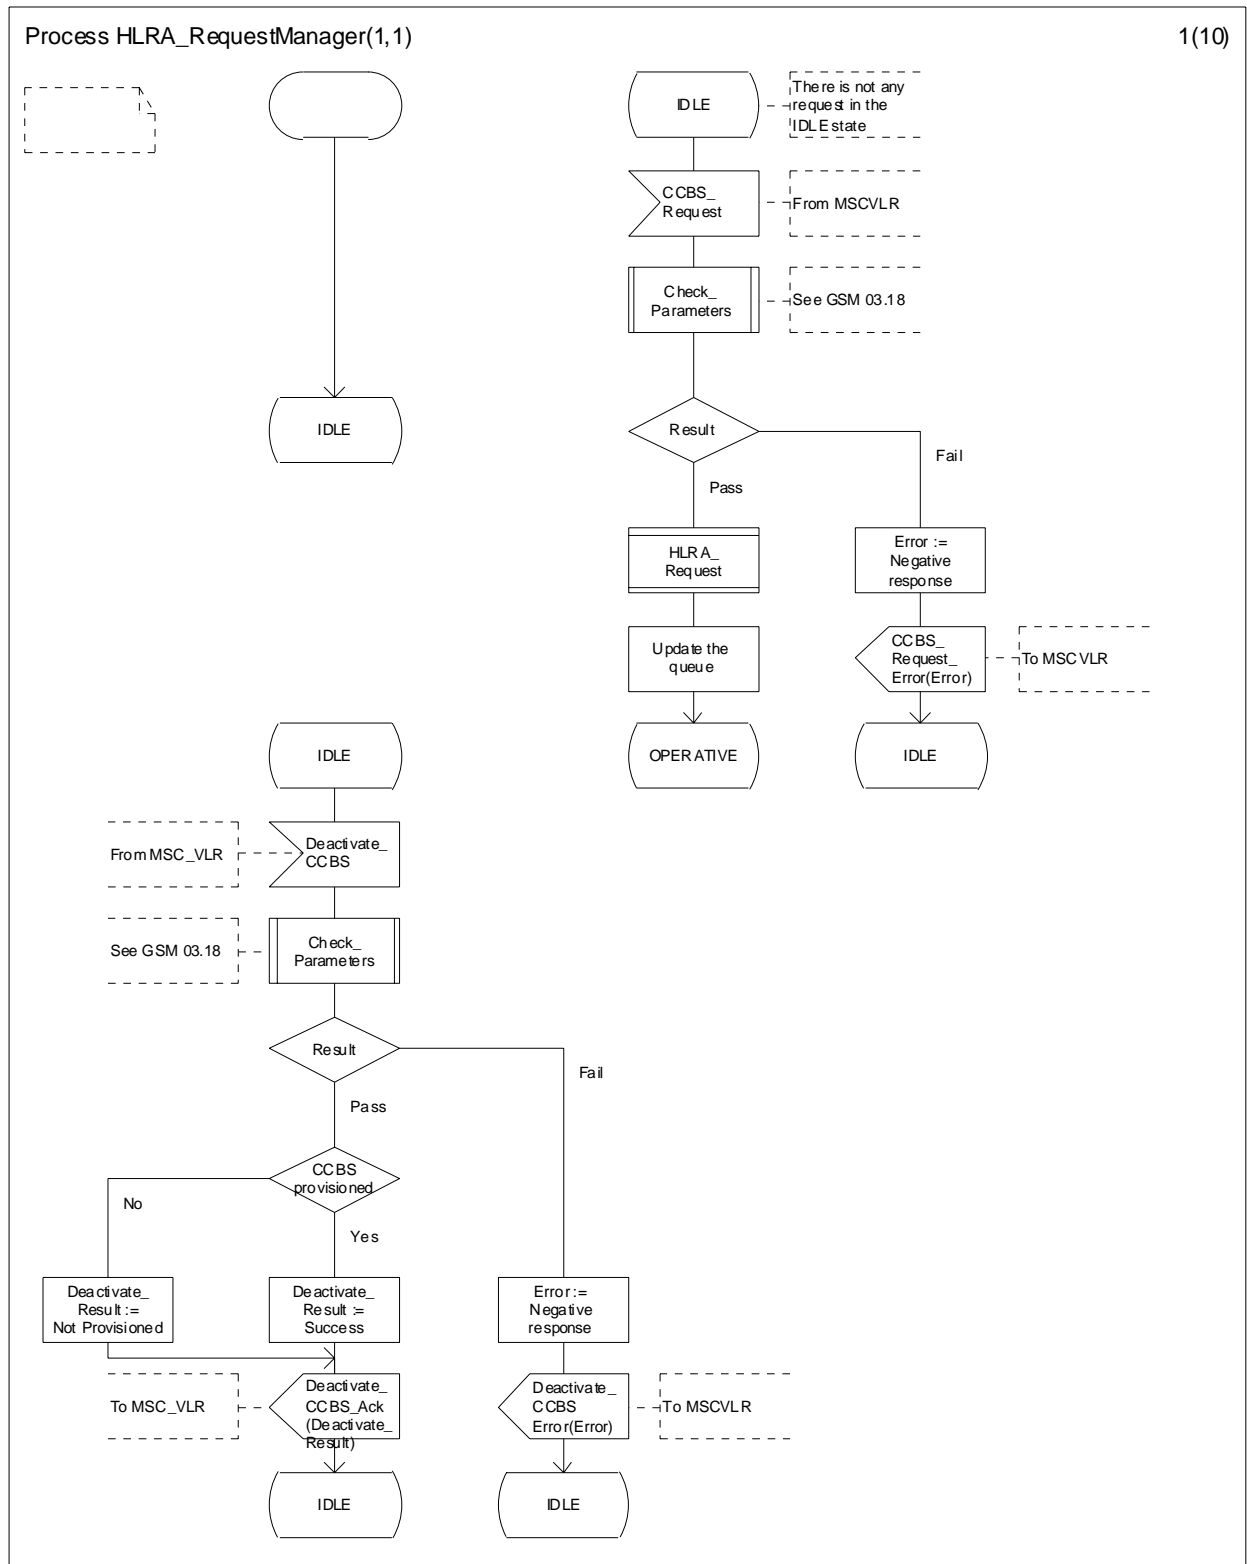 Process HLRA_RequestManager(1,1)
1(10)
IDLE
There is not any
request in the
IDLE state
CCBS_
Request
From MSCVLR
Check_
Parameters
See GSM 03.18
IDLE
Result
Fail
Pass
HLRA_
Request
Error :=
Negative
response
Update the
queue
CCBS_
Request_
Error(Error)
To MSCVLR
OPERATIVE
IDLE
IDLE
From MSC_VLR
Deactivate_
CCBS
See GSM 03.18
Check_
Parameters
Result
Fail
Pass
CCBS
provisioned
No
Yes
Deactivate_
Result :=
Not Provisioned
Deactivate_
Result :=
Success
Error :=
Negative
response
To MSC_VLR
Deactivate_
CCBS_Ack
(Deactivate_
Result)
Deactivate_
CCBS
Error(Error)
To MSCVLR
IDLE
IDLE